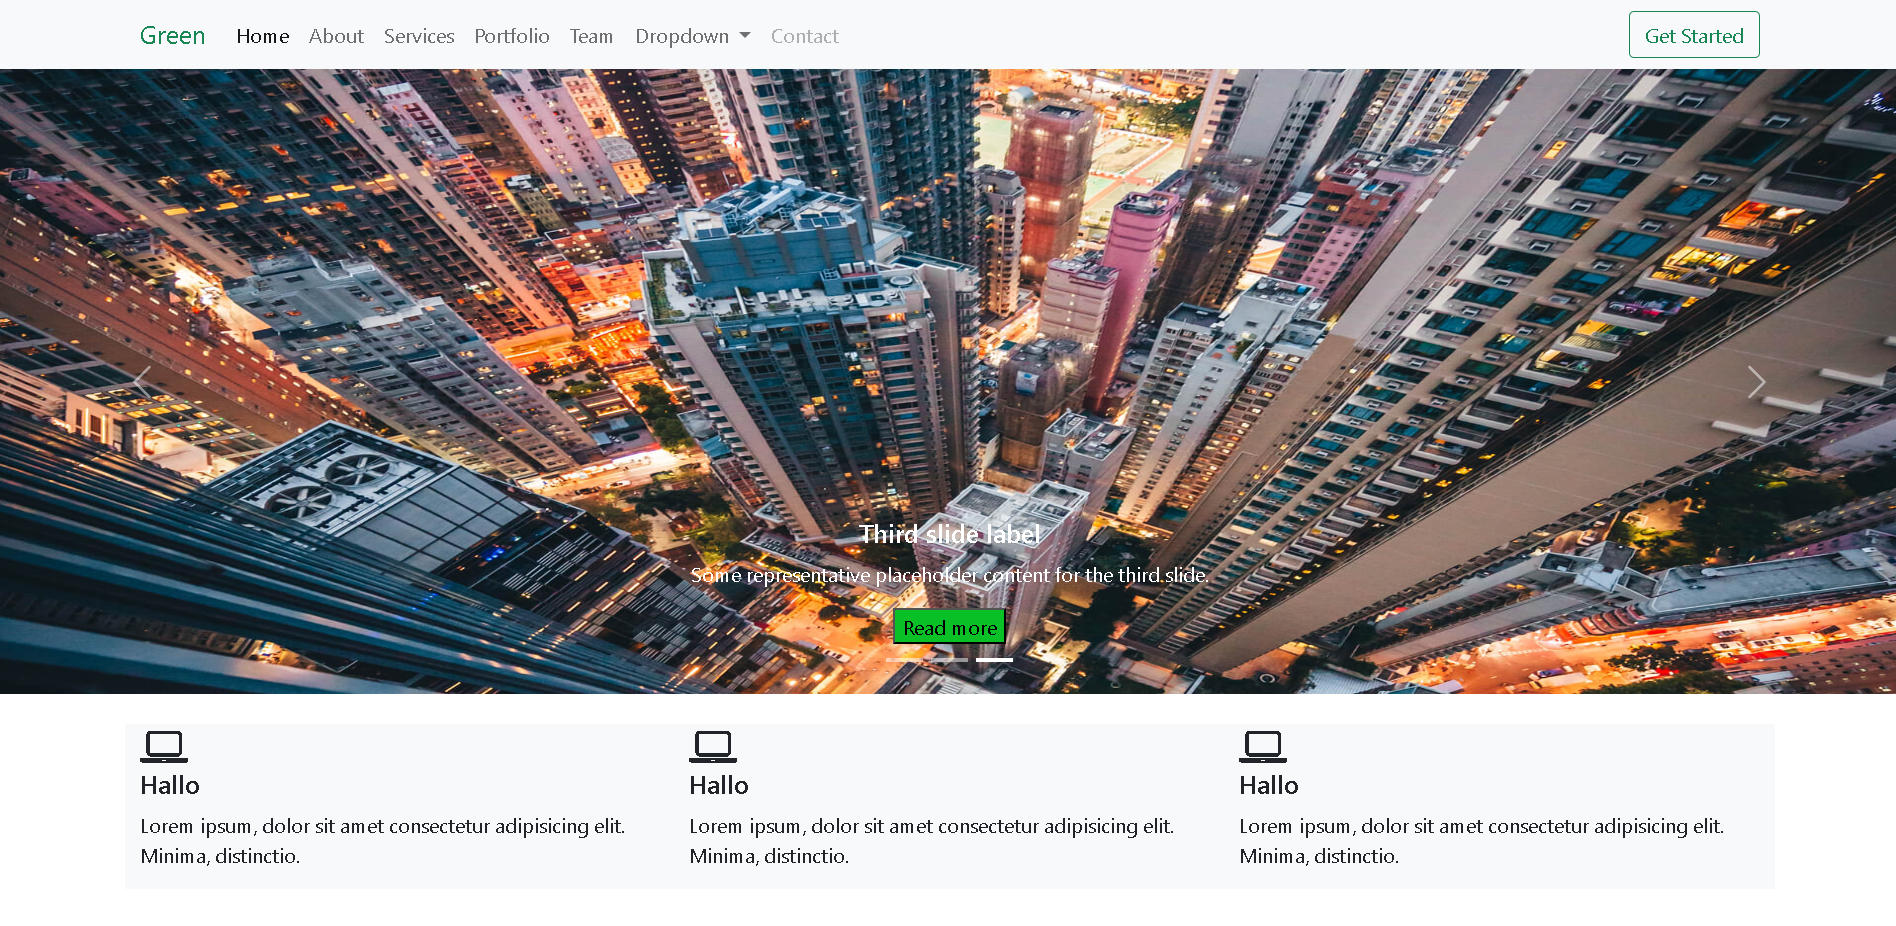 Green Home About Services Portfolio Team Dropdown Contact Get Started
Third slide label
Some representative placeholder content for the third slide.
Read more
Hallo
Lorem ipsum, dolor sit amet consectetur adipisicing elit.
Minima, distinctio.
Hallo
Lorem ipsum, dolor sit amet consectetur adipisicing elit.
Minima, distinctio.
Hallo
Lorem ipsum, dolor sit amet consectetur adipisicing elit.
Minima, distinctio.